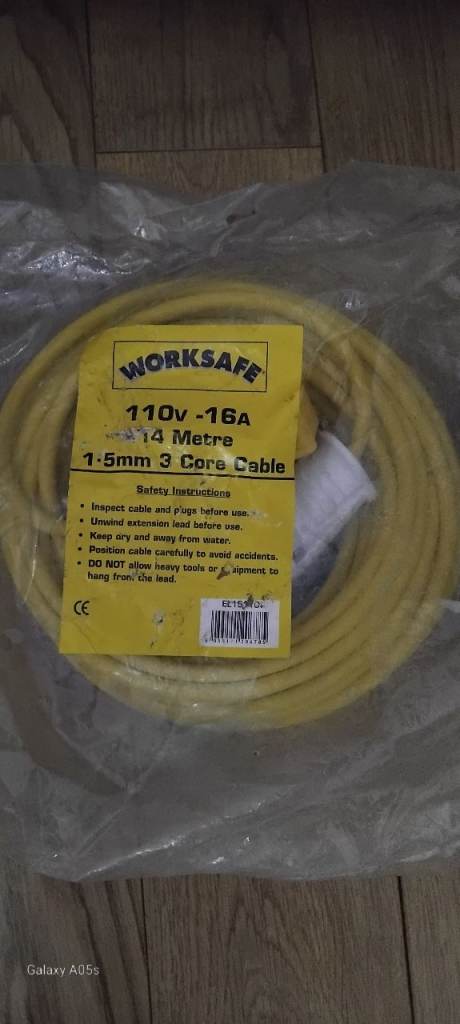 WORKSAFE
110V -16A
14 Metre
1·5mm 3 Core Cable
Safety Instructions
• Inspect cable and plugs before use.
• Unwind extension lead before use.
• Keep dry and away from water.
• Position cable carefully to avoid accidents.
• DO NOT allow heavy tools or equipment to
hang from the lead.
CE
Galaxy A05s